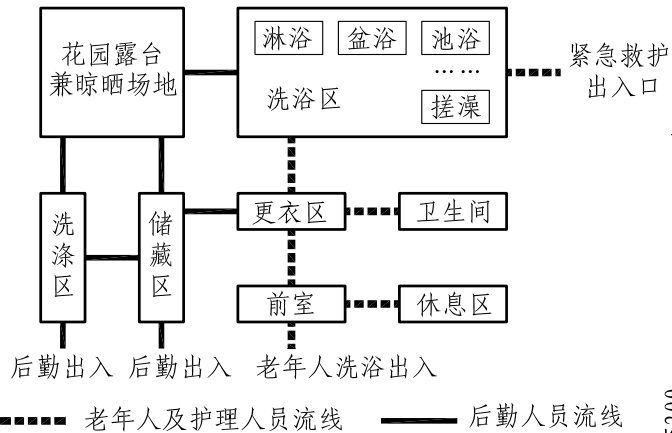 花园露台
兼晾晒场地
淋浴
盆浴
池浴
……
洗浴区
搓澡
紧急救护
出入口
洗涤区
储藏区
更衣区
卫生间
前室
休息区
后勤出入
后勤出入
老年人洗浴出入
老年人及护理人员流线
后勤人员流线